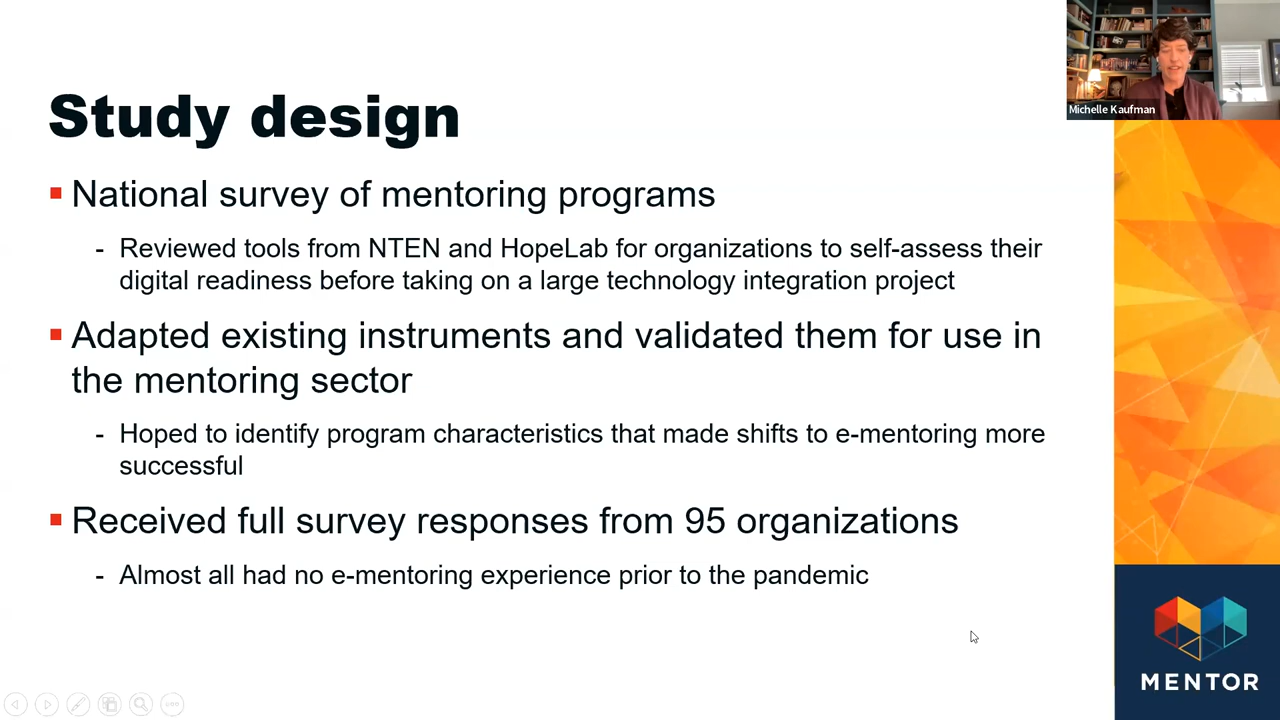 Michelle Kaufman
Study design
National survey of mentoring programs
- Reviewed tools from NTEN and HopeLab for organizations to self-assess their
digital readiness before taking on a large technology integration project
Adapted existing instruments and validated them for use in
the mentoring sector
- Hoped to identify program characteristics that made shifts to e-mentoring more
successful
Received full survey responses from 95 organizations
- Almost all had no e-mentoring experience prior to the pandemic
MENTOR